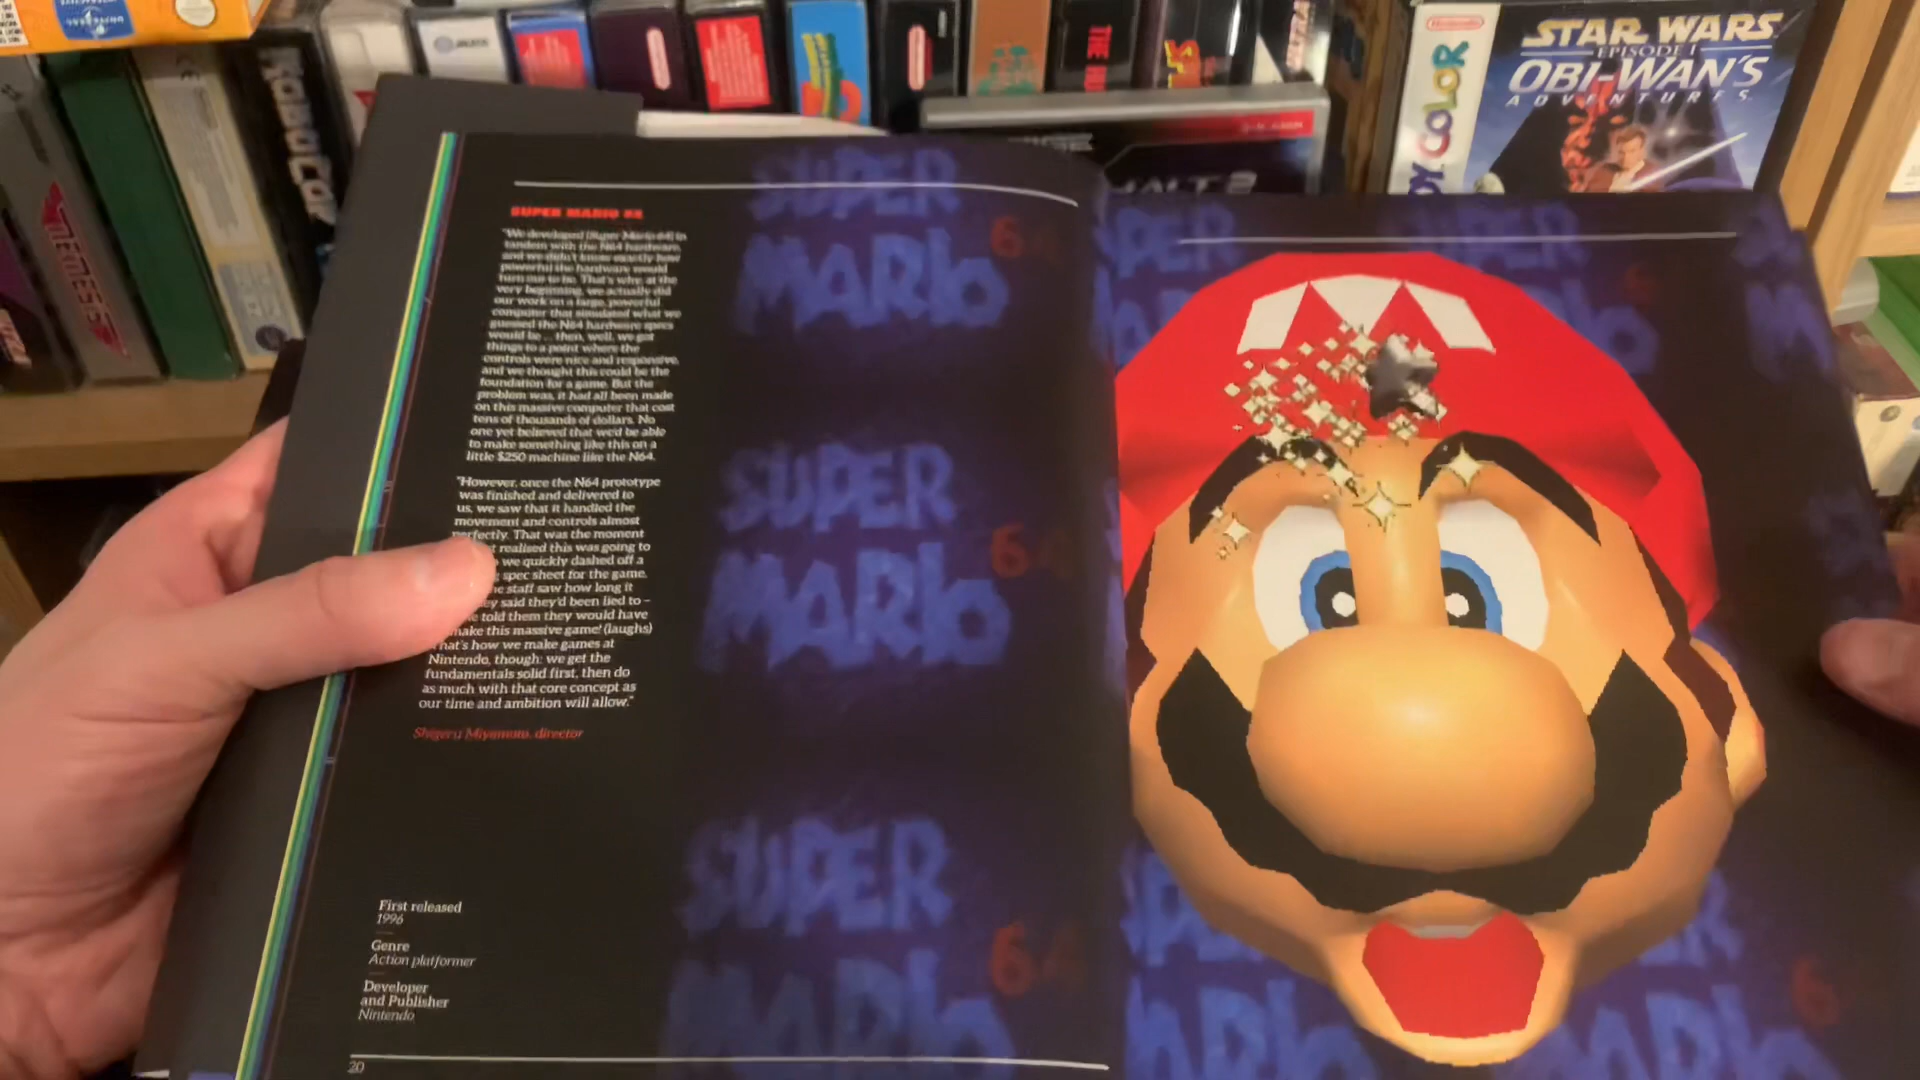 STAR WARS
EPISODE I
OBI-WAN'S
ADVENTURES
Nintendo
COLOR
NEMESIS
ROBOCOP
SUPER MARIO 64
"We developed [Super Mario 64] in
tandem with the N64 hardware,
and we didn't know exactly how
powerful the hardware would
turn out to be. That's why, at the
very beginning, we actually did
our work on a large, powerful
computer that simulated what we
guessed the N64 hardware specs
would be ... then, well, we got
things to a point where the
controls were nice and responsive,
and we thought this could be the
foundation for a game. But the
problem was, it had all been made
on this massive computer that cost
tens of thousands of dollars. No
one yet believed that we'd be able
to make something like this on a
little $250 machine like the N64.
"However, once the N64 prototype
was finished and delivered to
us, we saw that it handled the
movement and controls almost
perfectly. That was the moment
realised this was going to
we quickly dashed off a
spec sheet for the game.
staff saw how long it
said they'd been lied to –
told them they would have
make this massive game! (laughs)
That's how we make games at
Nintendo, though: we get the
fundamentals solid first, then do
as much with that core concept as
our time and ambition will allow."
Shigeru Miyamoto, director
First released
1996
Genre
Action platformer
Developer
and Publisher
Nintendo
20
SUPER
MARIO 64
SUPER
MARIO 64
SUPER
MARIO 64